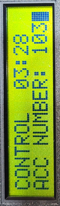 CONTROL 03:28
ACC NUMBER: 103